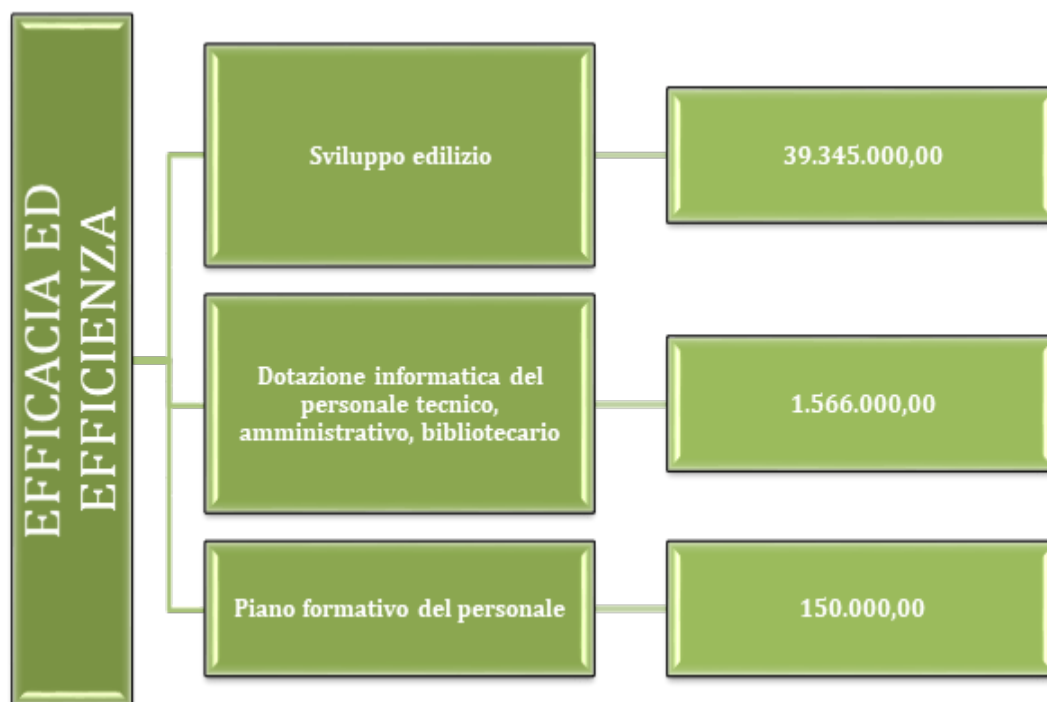 EFFICACIA ED
EFFICIENZA
Sviluppo edilizio
39.345.000,00
Dotazione informatica del
personale tecnico,
amministrativo, bibliotecario
1.566.000,00
Piano formativo del personale
150.000,00